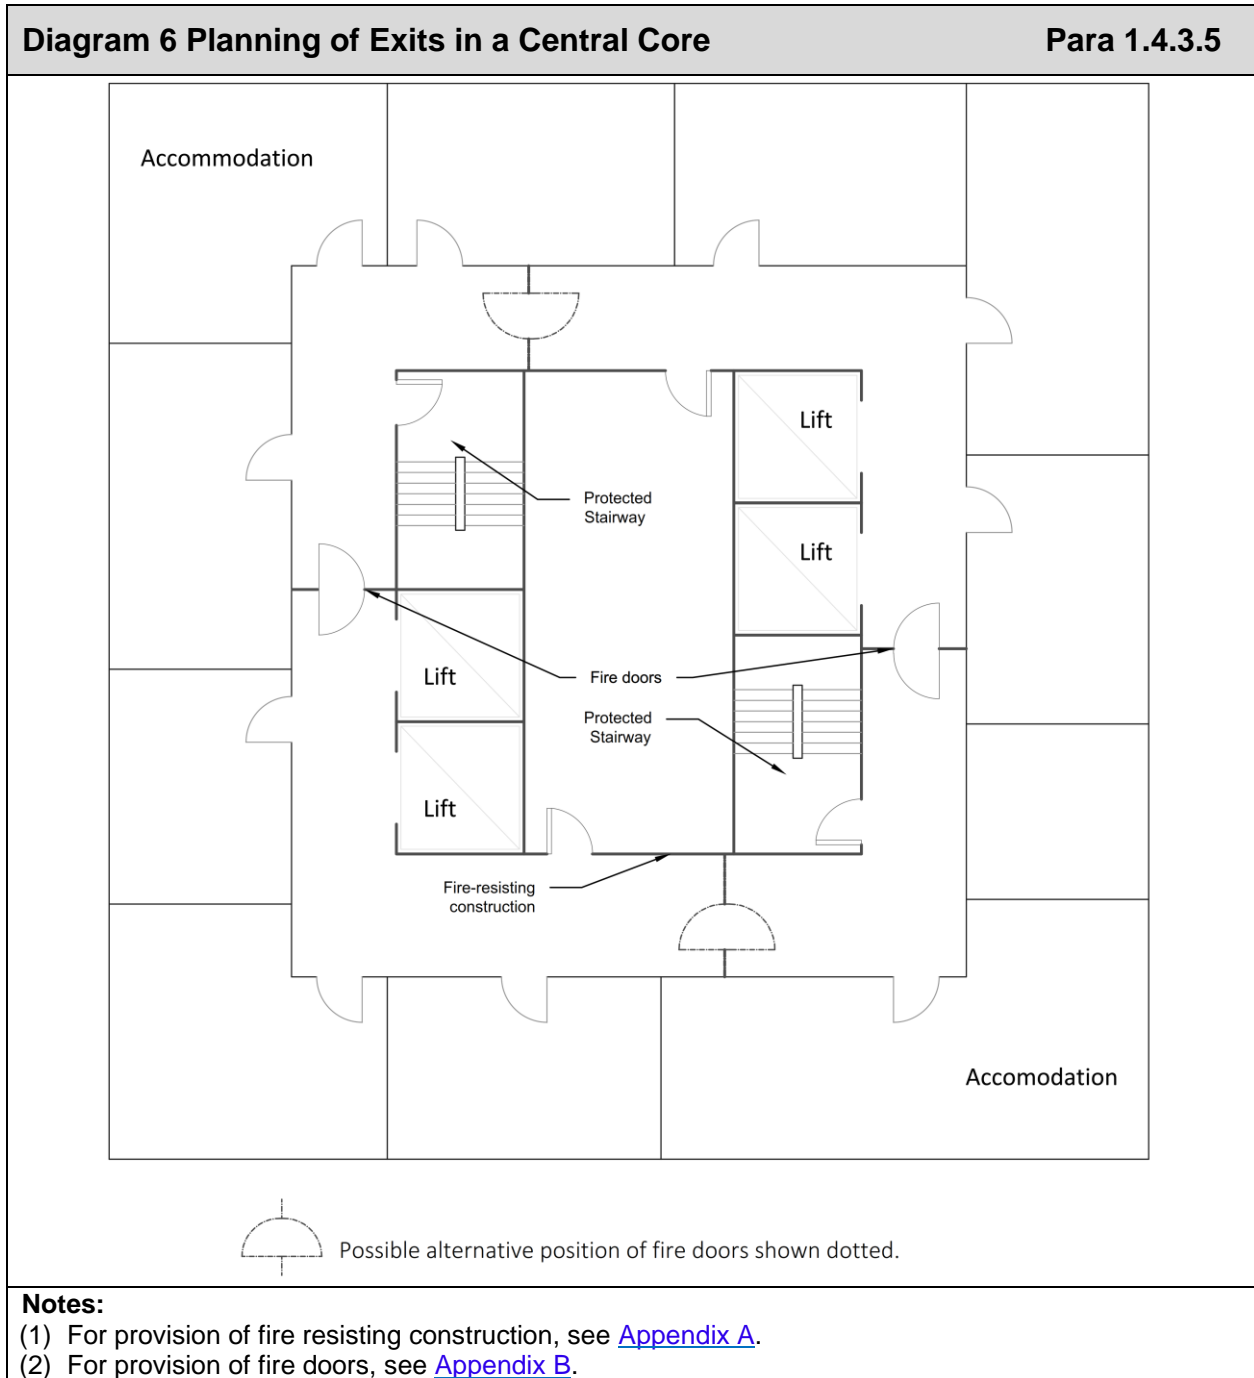 Diagram 6 Planning of Exits in a Central Core Para 1.4.3.5
Accommodation
Lift
Protected
Stairway
Lift
Lift
Fire doors
Protected
Stairway
Lift
Fire-resisting
construction
Accomodation
Possible alternative position of fire doors shown dotted.
Notes:
(1) For provision of fire resisting construction, see Appendix A.
(2) For provision of fire doors, see Appendix B.